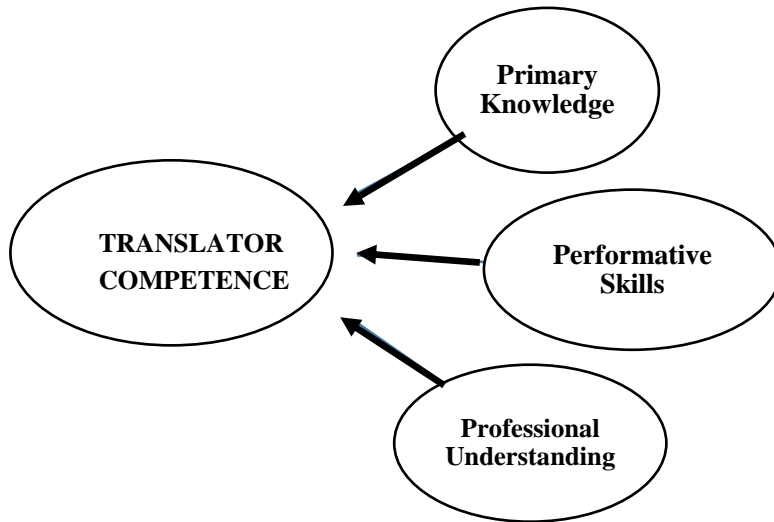 Primary
Knowledge
TRANSLATOR
COMPETENCE
Performative
Skills
Professional
Understanding